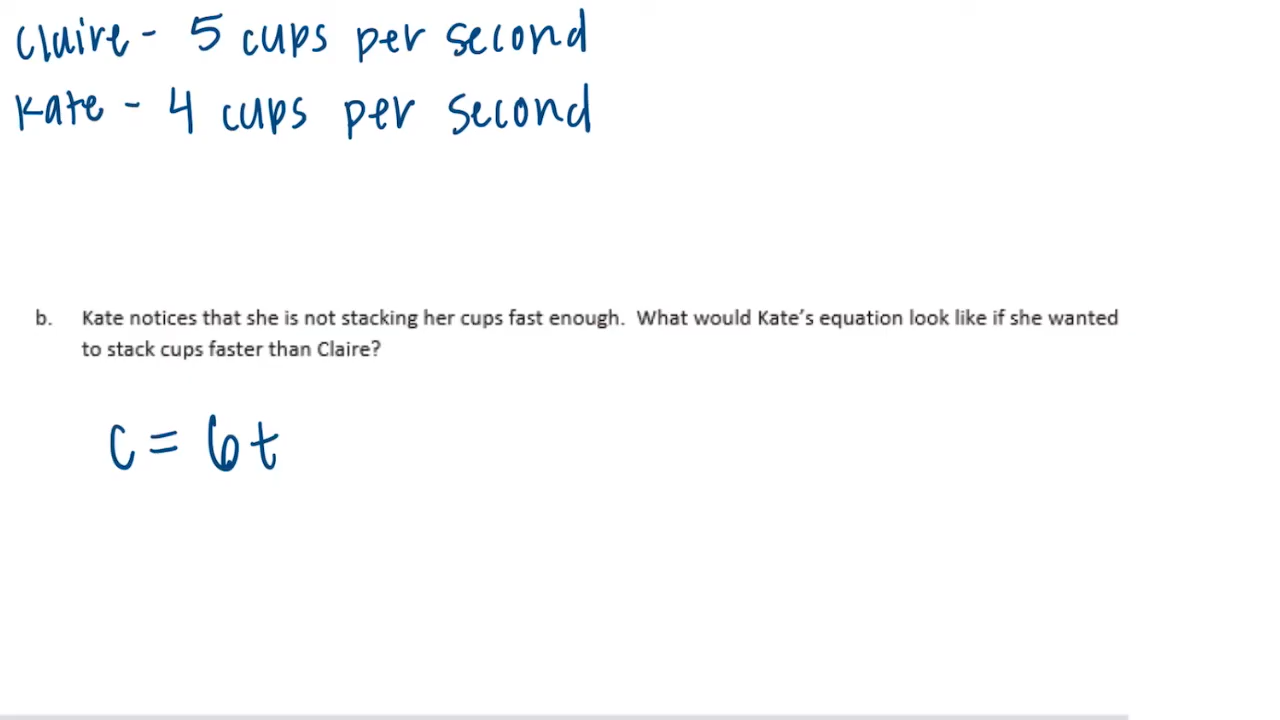 Claire - 5 cups per second
Kate - 4 cups per second
b. Kate notices that she is not stacking her cups fast enough. What would Kate's equation look like if she wanted
to stack cups faster than Claire?
c = 6t